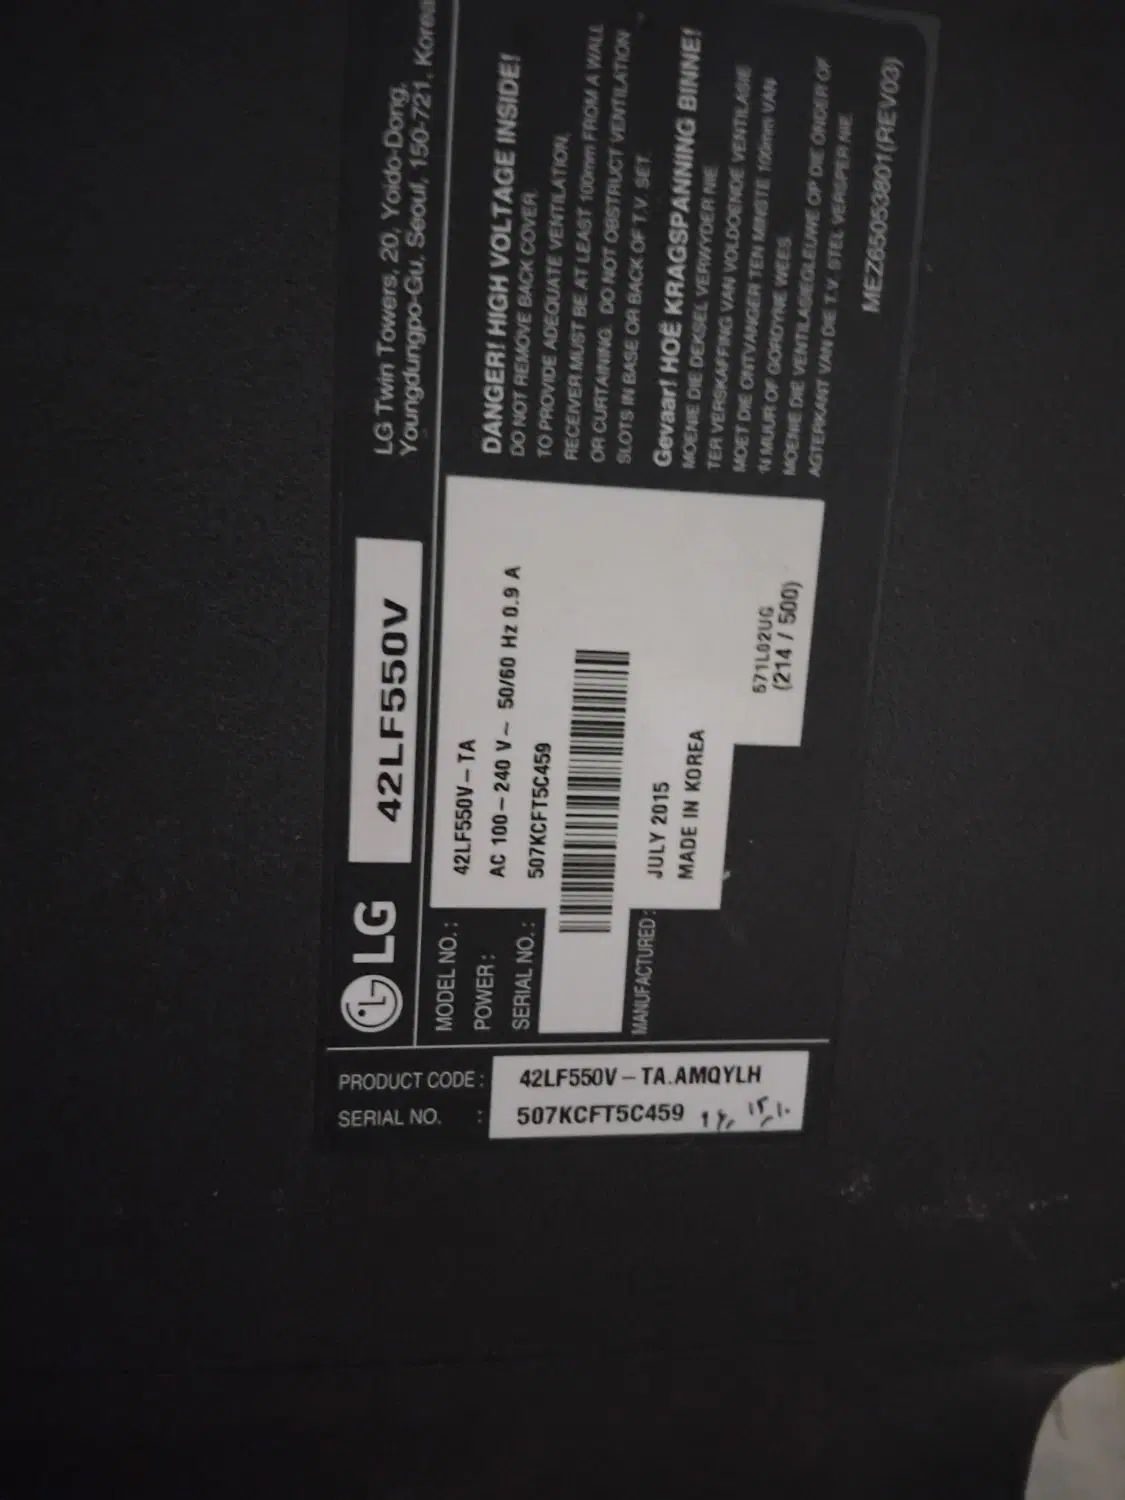 LG
42LF550V
LG Twin Towers, 20, Yoido-Dong,
Youngdungpo-Gu, Seoul, 150-721, Korea
MODEL NO. : 42LF550V-TA
POWER : AC 100-240 V~ 50/60 Hz 0.9 A
SERIAL NO. : 507KCFT5C459
MANUFACTURED : JULY 2015
MADE IN KOREA
(214 / 500)
DANGER! HIGH VOLTAGE INSIDE!
DO NOT REMOVE BACK COVER.
TO PROVIDE ADEQUATE VENTILATION,
RECEIVER MUST BE AT LEAST 100mm FROM A WALL
OR CURTAINING. DO NOT OBSTRUCT VENTILATION
SLOTS IN BASE OR BACK OF T.V. SET.
Gevaar! HOË KRAGSPANNING BINNE!
MOENIE DIE DEKSEL VERWYDER NIE
TER VERSKAFFING VAN VOLDOENDE VENTILASIE
MOET DIE ONTVANGER TEN MINSTE 100mm VAN
'N MUUR OF GORDYNE WEES
MOENIE DIE VENTILASIEGLEUWE OP DIE ONDER OF
AGTERKANT VAN DIE T.V. STEL VERSPER NIE
MEZ65053801(REV03)
PRODUCT CODE : 42LF550V-TA.AMQYLH
SERIAL NO. : 507KCFT5C459